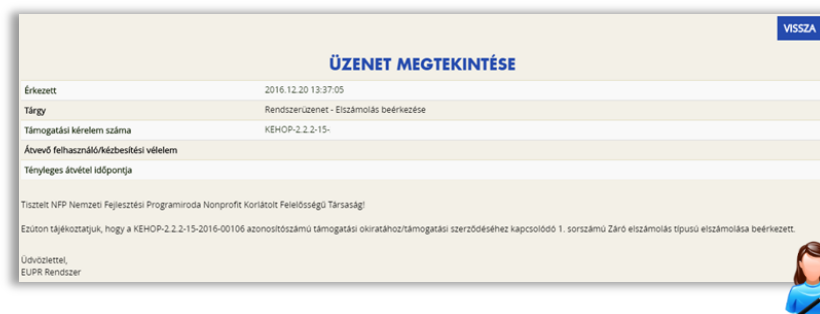 VISSZA
ÜZENET MEGTEKINTÉSE
Érkezett 2016.12.20 13:37:05
Tárgy Rendszerüzenet - Elszámolás beérkezése
Támogatási kérelem száma KEHOP-2.2.2-15-
Átvevő felhasználó/kézbesítési vélelem
Tényleges átvétel időpontja
Tisztelt NFP Nemzeti Fejlesztési Programiroda Nonprofit Korlátolt Felelősségű Társaság!
Ezúton tájékoztatjuk, hogy a KEHOP-2.2.2-15-2016-00106 azonosítószámú támogatási okiratához/támogatási szerződéséhez kapcsolódó 1. sorszámú Záró elszámolás típusú elszámolása beérkezett.
Üdvözlettel,
EUPR Rendszer